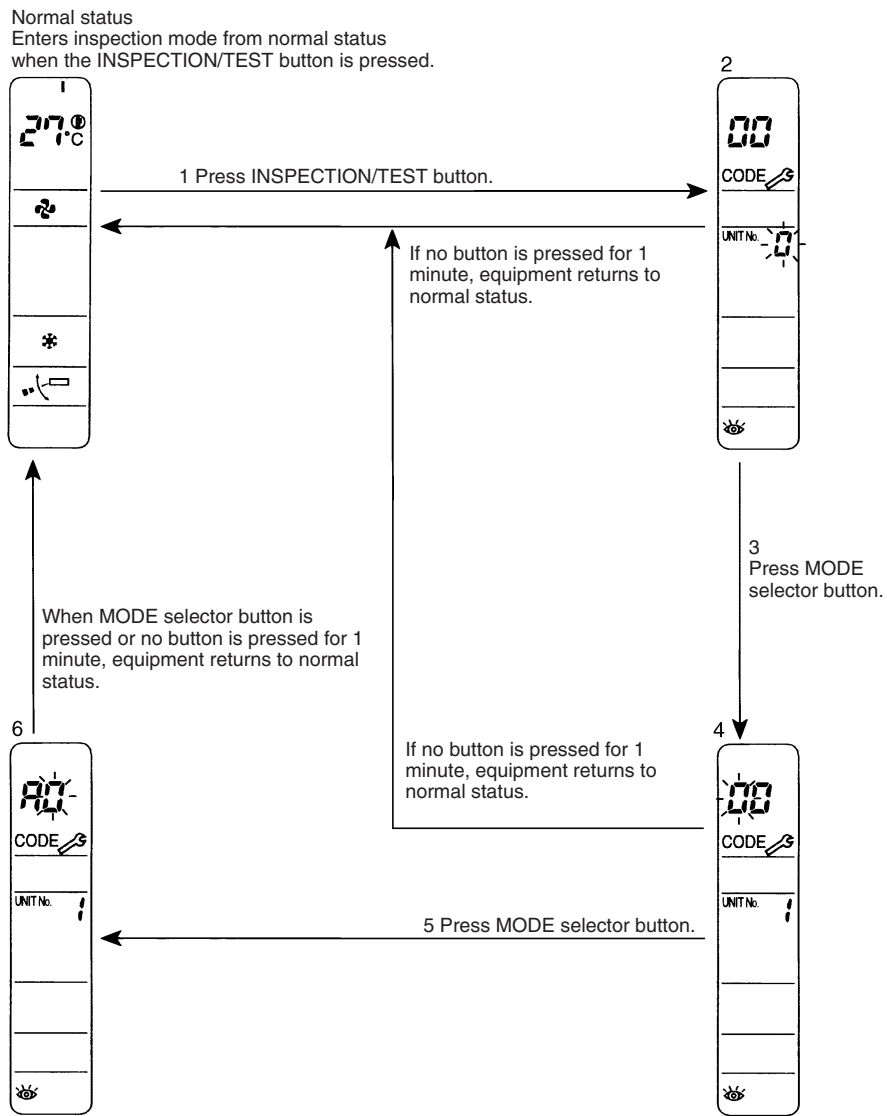 Normal status
Enters inspection mode from normal status
when the INSPECTION/TEST button is pressed.
27°C
1 Press INSPECTION/TEST button.
2
00
CODE
UNIT No. 0
If no button is pressed for 1
minute, equipment returns to
normal status.
3
Press MODE
selector button.
When MODE selector button is
pressed or no button is pressed for 1
minute, equipment returns to normal
status.
If no button is pressed for 1
minute, equipment returns to
normal status.
4
00
CODE
UNIT No. 1
5 Press MODE selector button.
6
A0
CODE
UNIT No. 1